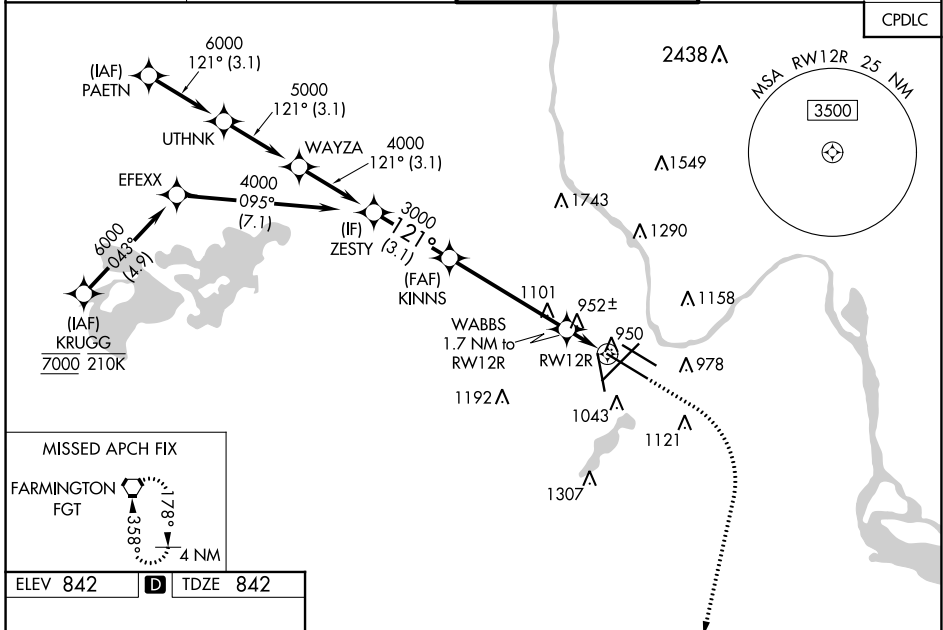 CPDLC
6000
121° (3.1)
(IAF)
PAETN
5000
121° (3.1)
UTHNK
WAYZA
4000
121° (3.1)
EFEXX
4000
095°
(7.1)
(IF)
ZESTY
3000
121°
(3.1)
(FAF)
KINNS
6000
043°
(4.9)
(IAF)
KRUGG
7000 210K
2438
MSA RW12R 25 NM
3500
1549
1743
1290
1158
1101
952±
950
WABBS
1.7 NM to
RW12R
RW12R
978
1192
1043
1121
1307
MISSED APCH FIX
FARMINGTON
FGT
178°
358°
4 NM
ELEV 842 D TDZE 842